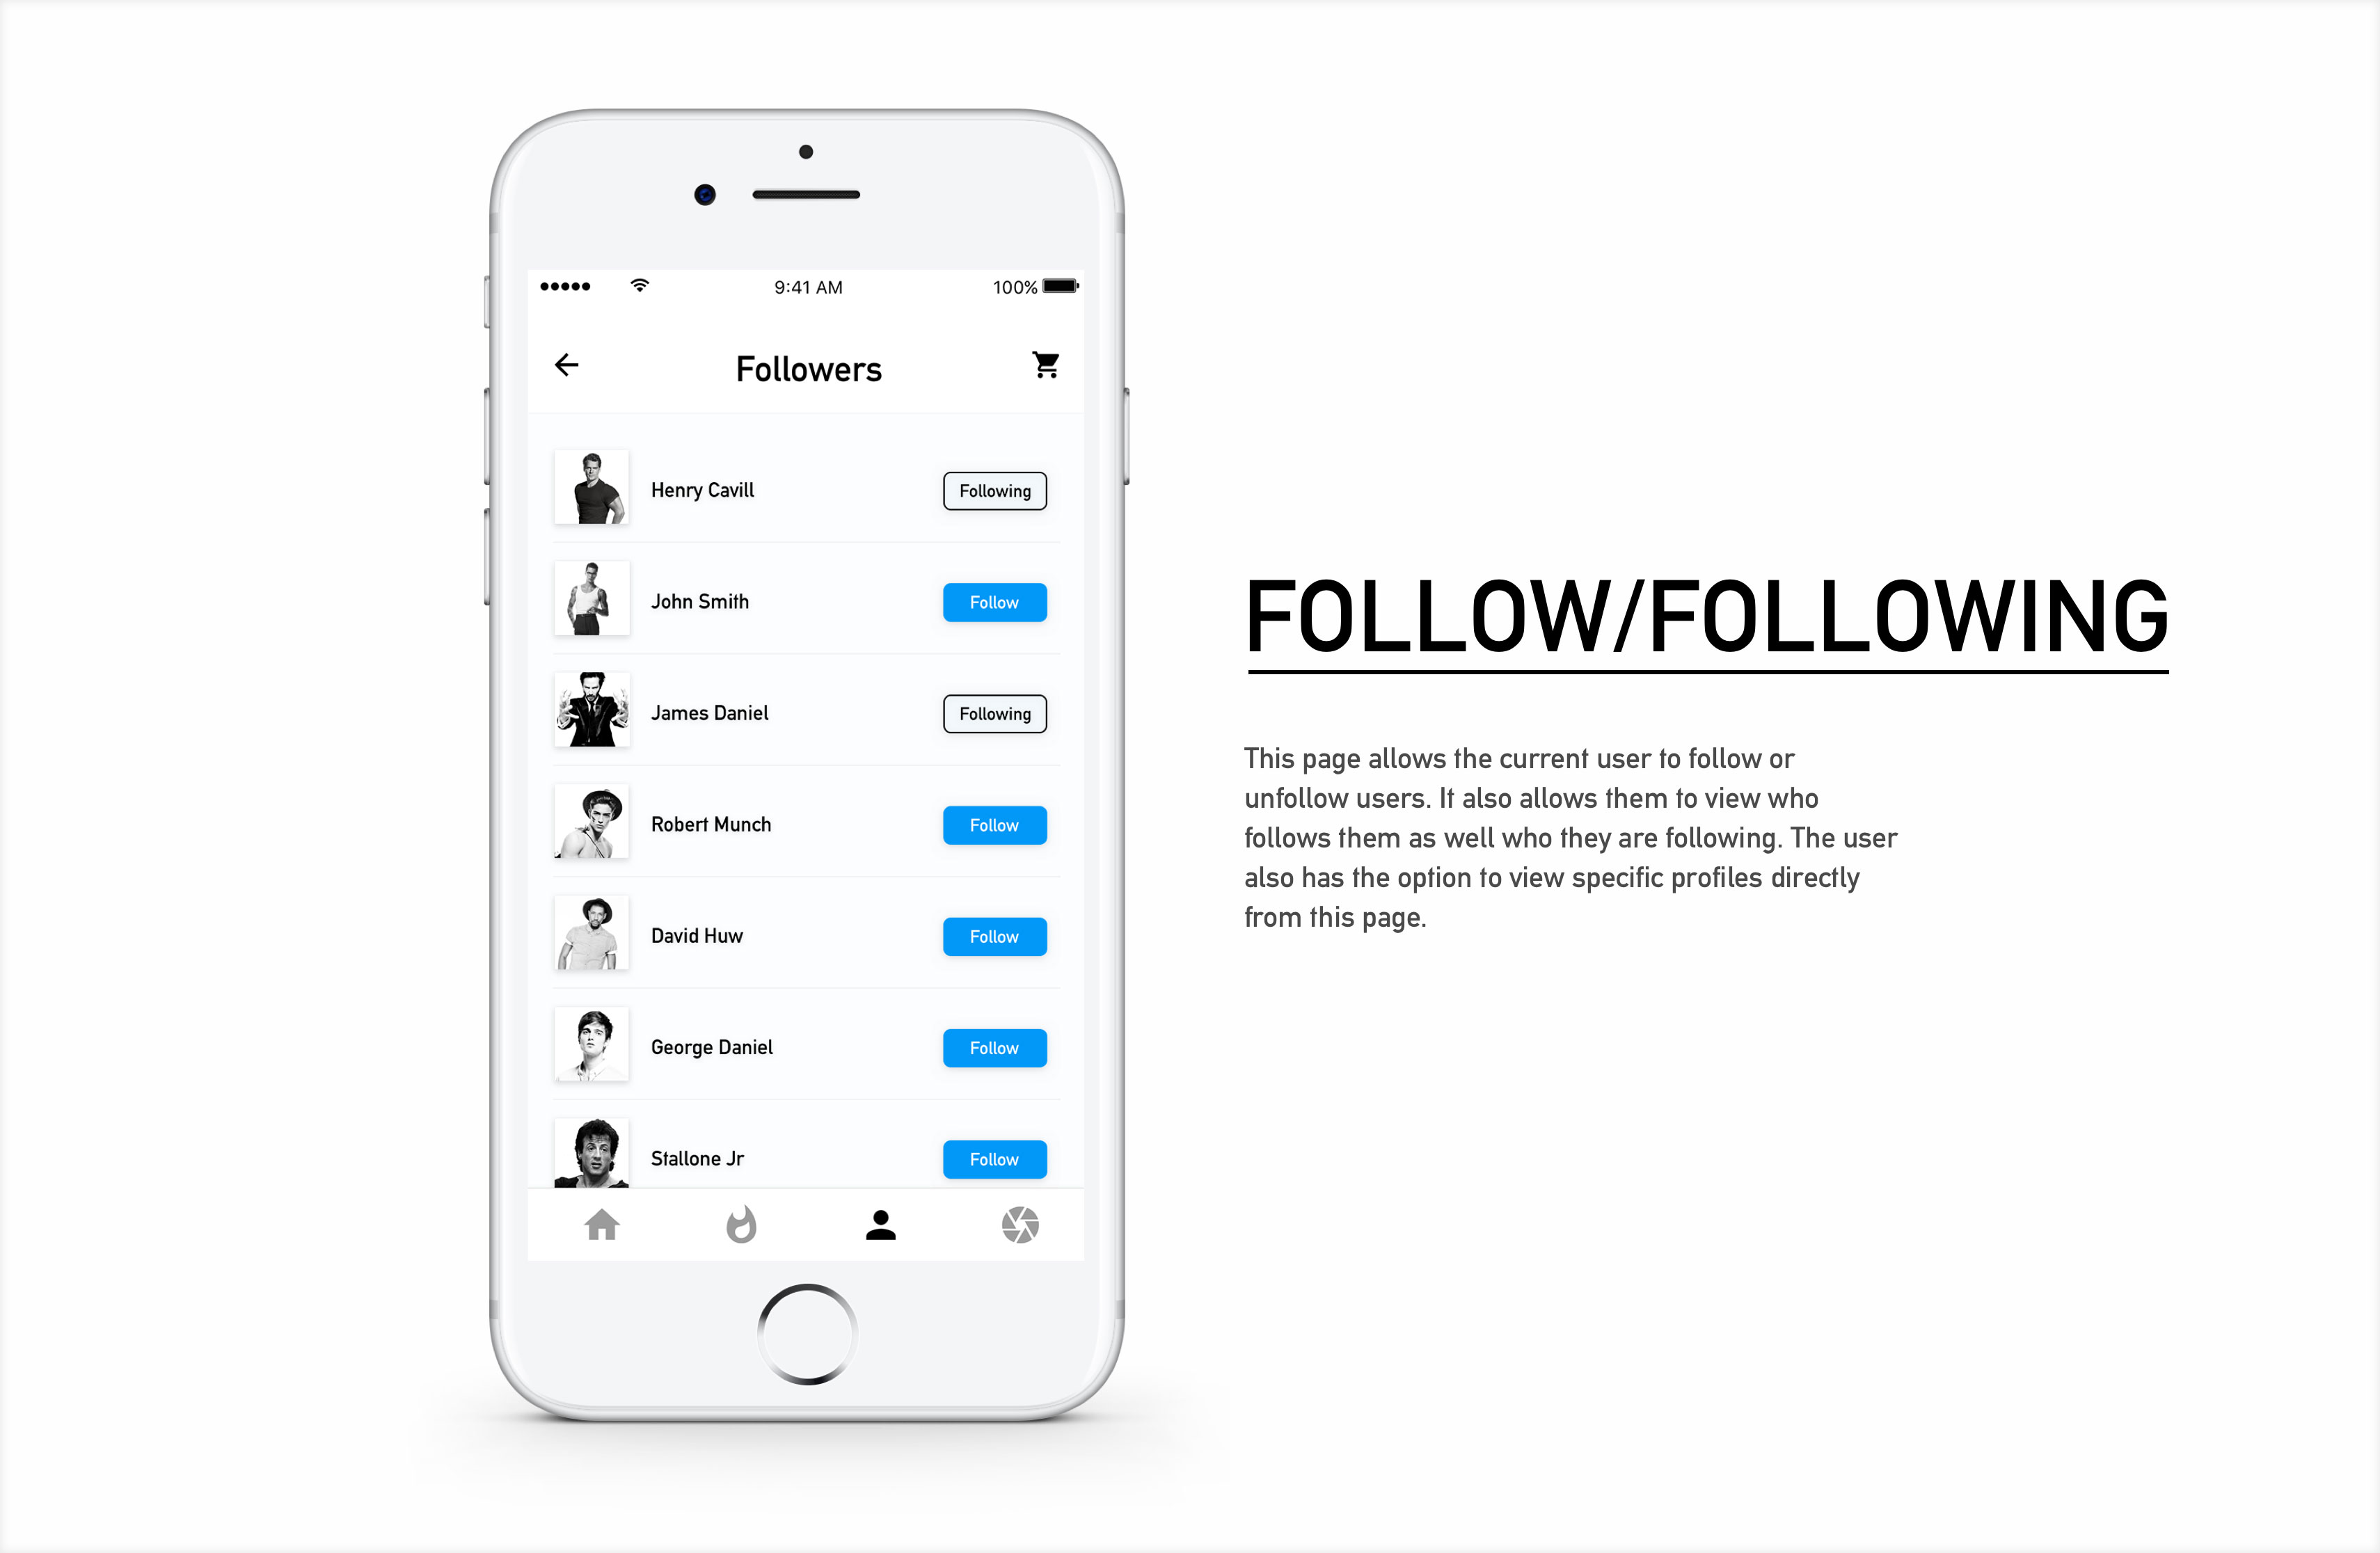 9:41 AM
100%
Followers
Henry Cavill
Following
John Smith
Follow
James Daniel
Following
Robert Munch
Follow
David Huw
Follow
George Daniel
Follow
Stallone Jr
Follow
FOLLOW/FOLLOWING
This page allows the current user to follow or
unfollow users. It also allows them to view who
follows them as well who they are following. The user
also has the option to view specific profiles directly
from this page.